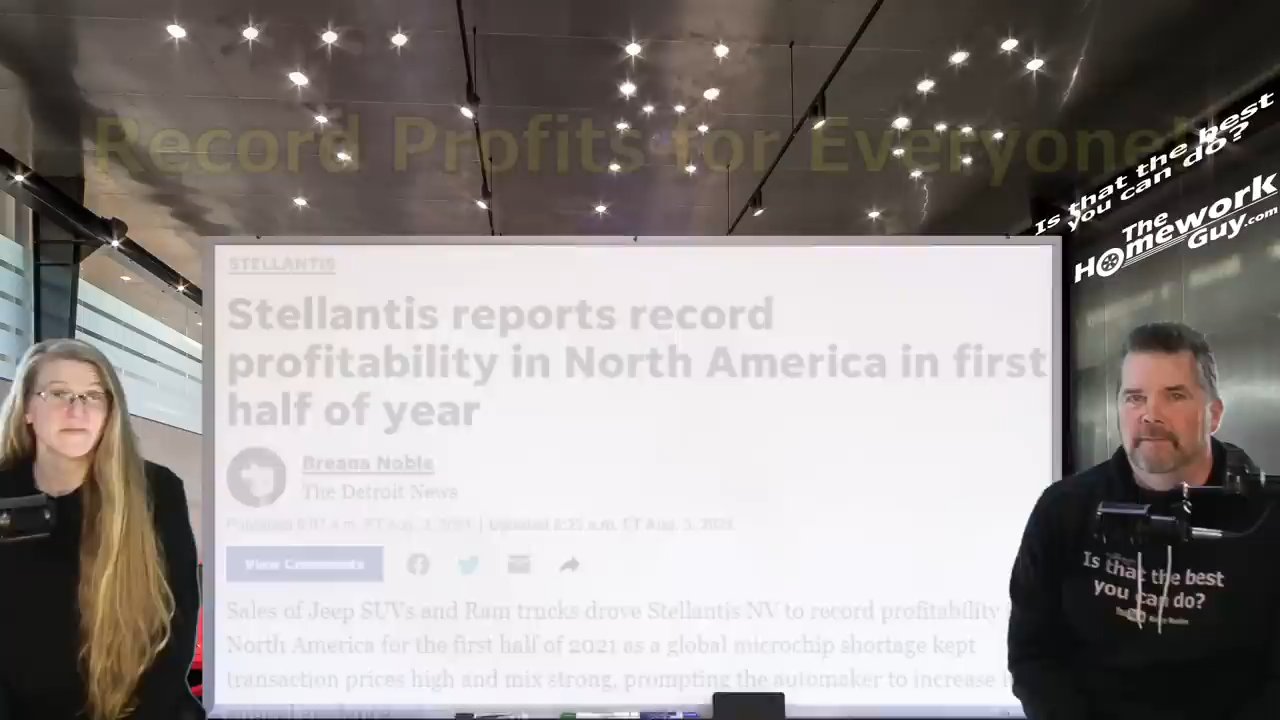 Record Profits for Everyone!
Is that the best
you can do?
The
Homework
Guy.com
STELLANTIS
Stellantis reports record
profitability in North America in first
half of year
Breana Noble
The Detroit News
View Comments
Sales of Jeep SUVs and Ram trucks drove Stellantis NV to record profitability
North America for the first half of 2021 as a global microchip shortage kept
transaction prices high and mix strong, prompting the automaker to increase
Is that the best
you can do?